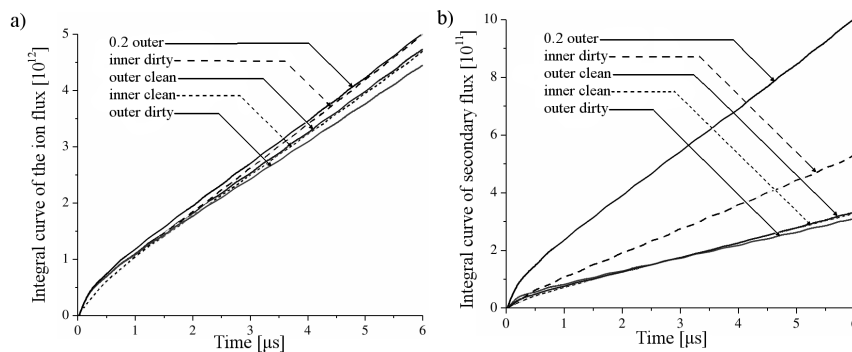 a)
Integral curve of the ion flux [10¹²]
5
4
3
2
1
0
0.2 outer
inner dirty
outer clean
inner clean
outer dirty
0 1 2 3 4 5 6
Time [μs]
b)
Integral curve of secondary flux [10¹¹]
10
8
6
4
2
0
0.2 outer
inner dirty
outer clean
inner clean
outer dirty
0 1 2 3 4 5 6
Time [μs]